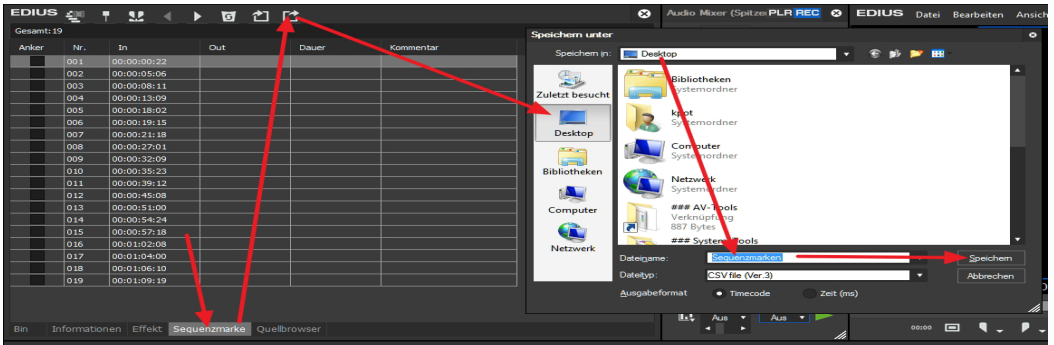 EDIUS
Gesamt:19
Anker Nr. In Out Dauer Kommentar
001 00:00:00:22
002 00:00:05:06
003 00:00:08:11
004 00:00:13:09
005 00:00:18:02
006 00:00:19:15
007 00:00:21:18
008 00:00:27:01
009 00:00:32:09
010 00:00:35:23
011 00:00:39:12
012 00:00:45:08
013 00:00:51:00
014 00:00:54:24
015 00:00:57:18
016 00:01:02:08
017 00:01:04:00
018 00:01:06:10
019 00:01:09:19
Bin Informationen Effekt Sequenzmarke Quellbrowser
Audio Mixer (Spitzen PLR REC
EDIUS Datei Bearbeiten Ansich
Speichern unter
Speichern in: Desktop
Zuletzt besucht
Desktop
Bibliotheken
Computer
Netzwerk
Bibliotheken
Systemordner
Systemordner
Computer
Systemordner
Netzwerk
Systemordner
### AV-Tools
Verknüpfung
887 Bytes
### System-Tools
Dateiname: Sequenzmarken Speichern
Dateityp: CSV file (Ver.3) Abbrechen
Ausgabeformat Timecode Zeit (ms)
Aus Aus
00:00